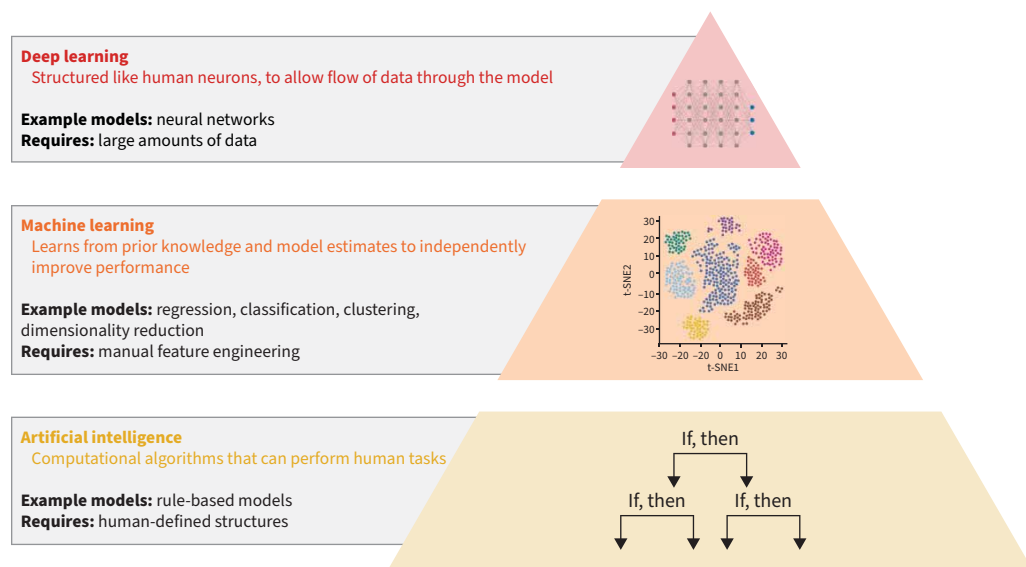 Deep learning
Structured like human neurons, to allow flow of data through the model
Example models: neural networks
Requires: large amounts of data
Machine learning
Learns from prior knowledge and model estimates to independently
improve performance
Example models: regression, classification, clustering,
dimensionality reduction
Requires: manual feature engineering
30
20
10
0
–10
–20
–30
t-SNE2
–30 –20 –20 0 10 20 30
t-SNE1
Artificial intelligence
Computational algorithms that can perform human tasks
Example models: rule-based models
Requires: human-defined structures
If, then
If, then If, then